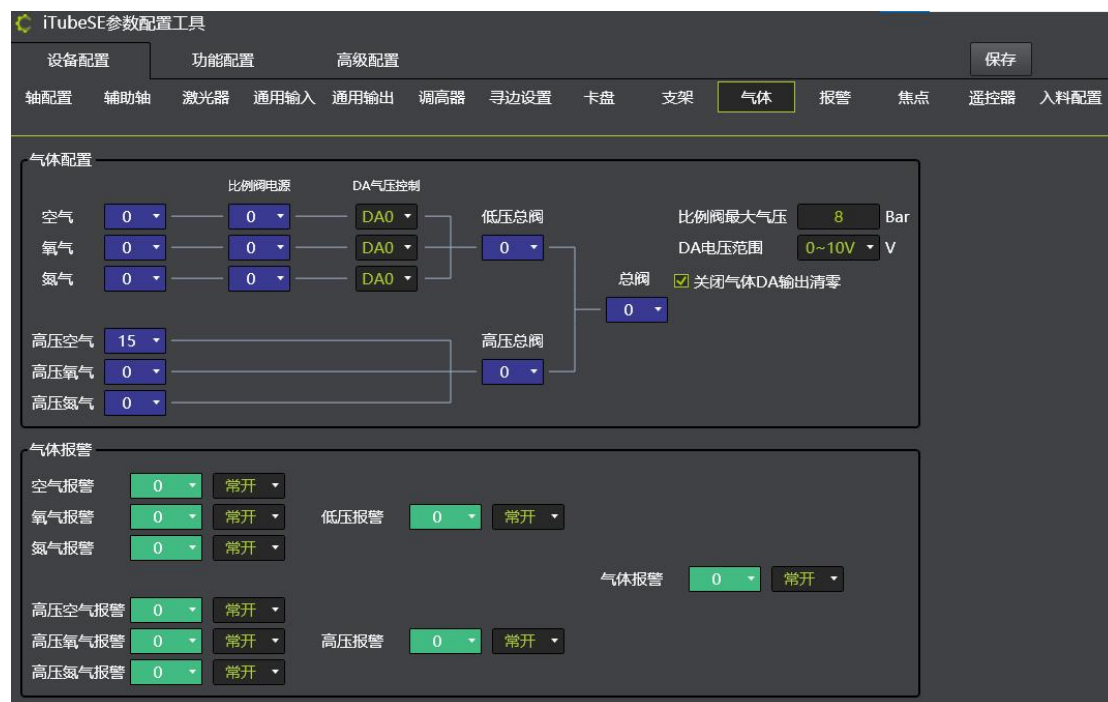 iTubeSE参数配置工具
设备配置 功能配置 高级配置 保存
轴配置 辅助轴 激光器 通用输入 通用输出 调高器 寻边设置 卡盘 支架 气体 报警 焦点 遥控器 入料配置
气体配置
比例阀电源 DA气压控制
空气 0 0 DA0 低压总阀 比例阀最大气压 8 Bar
氧气 0 0 DA0 0 DA电压范围 0~10V V
氮气 0 0 DA0 总阀 关闭气体DA输出清零
0
高压空气 15 高压总阀
高压氧气 0 0
高压氮气 0
气体报警
空气报警 0 常开
氧气报警 0 常开 低压报警 0 常开
氮气报警 0 常开
气体报警 0 常开
高压空气报警 0 常开
高压氧气报警 0 常开 高压报警 0 常开
高压氮气报警 0 常开